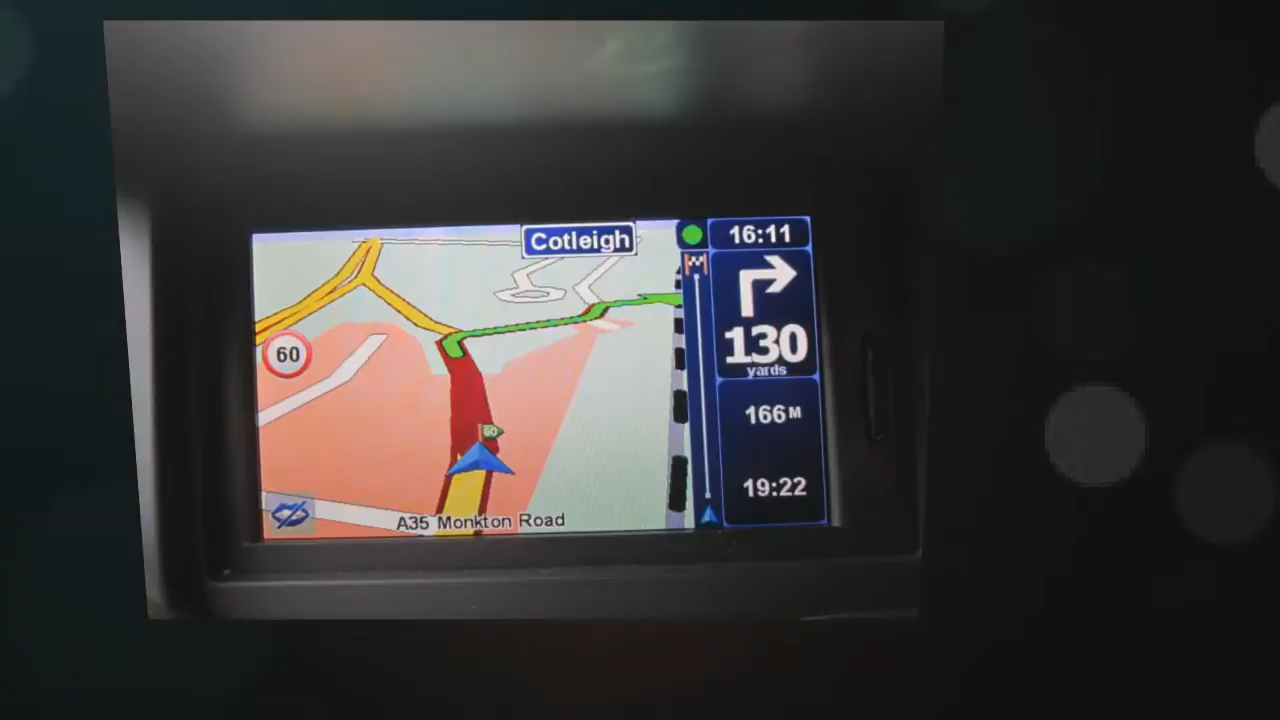 Cotleigh
16:11
60
130
yards
60
166M
19:22
A35 Monkton Road